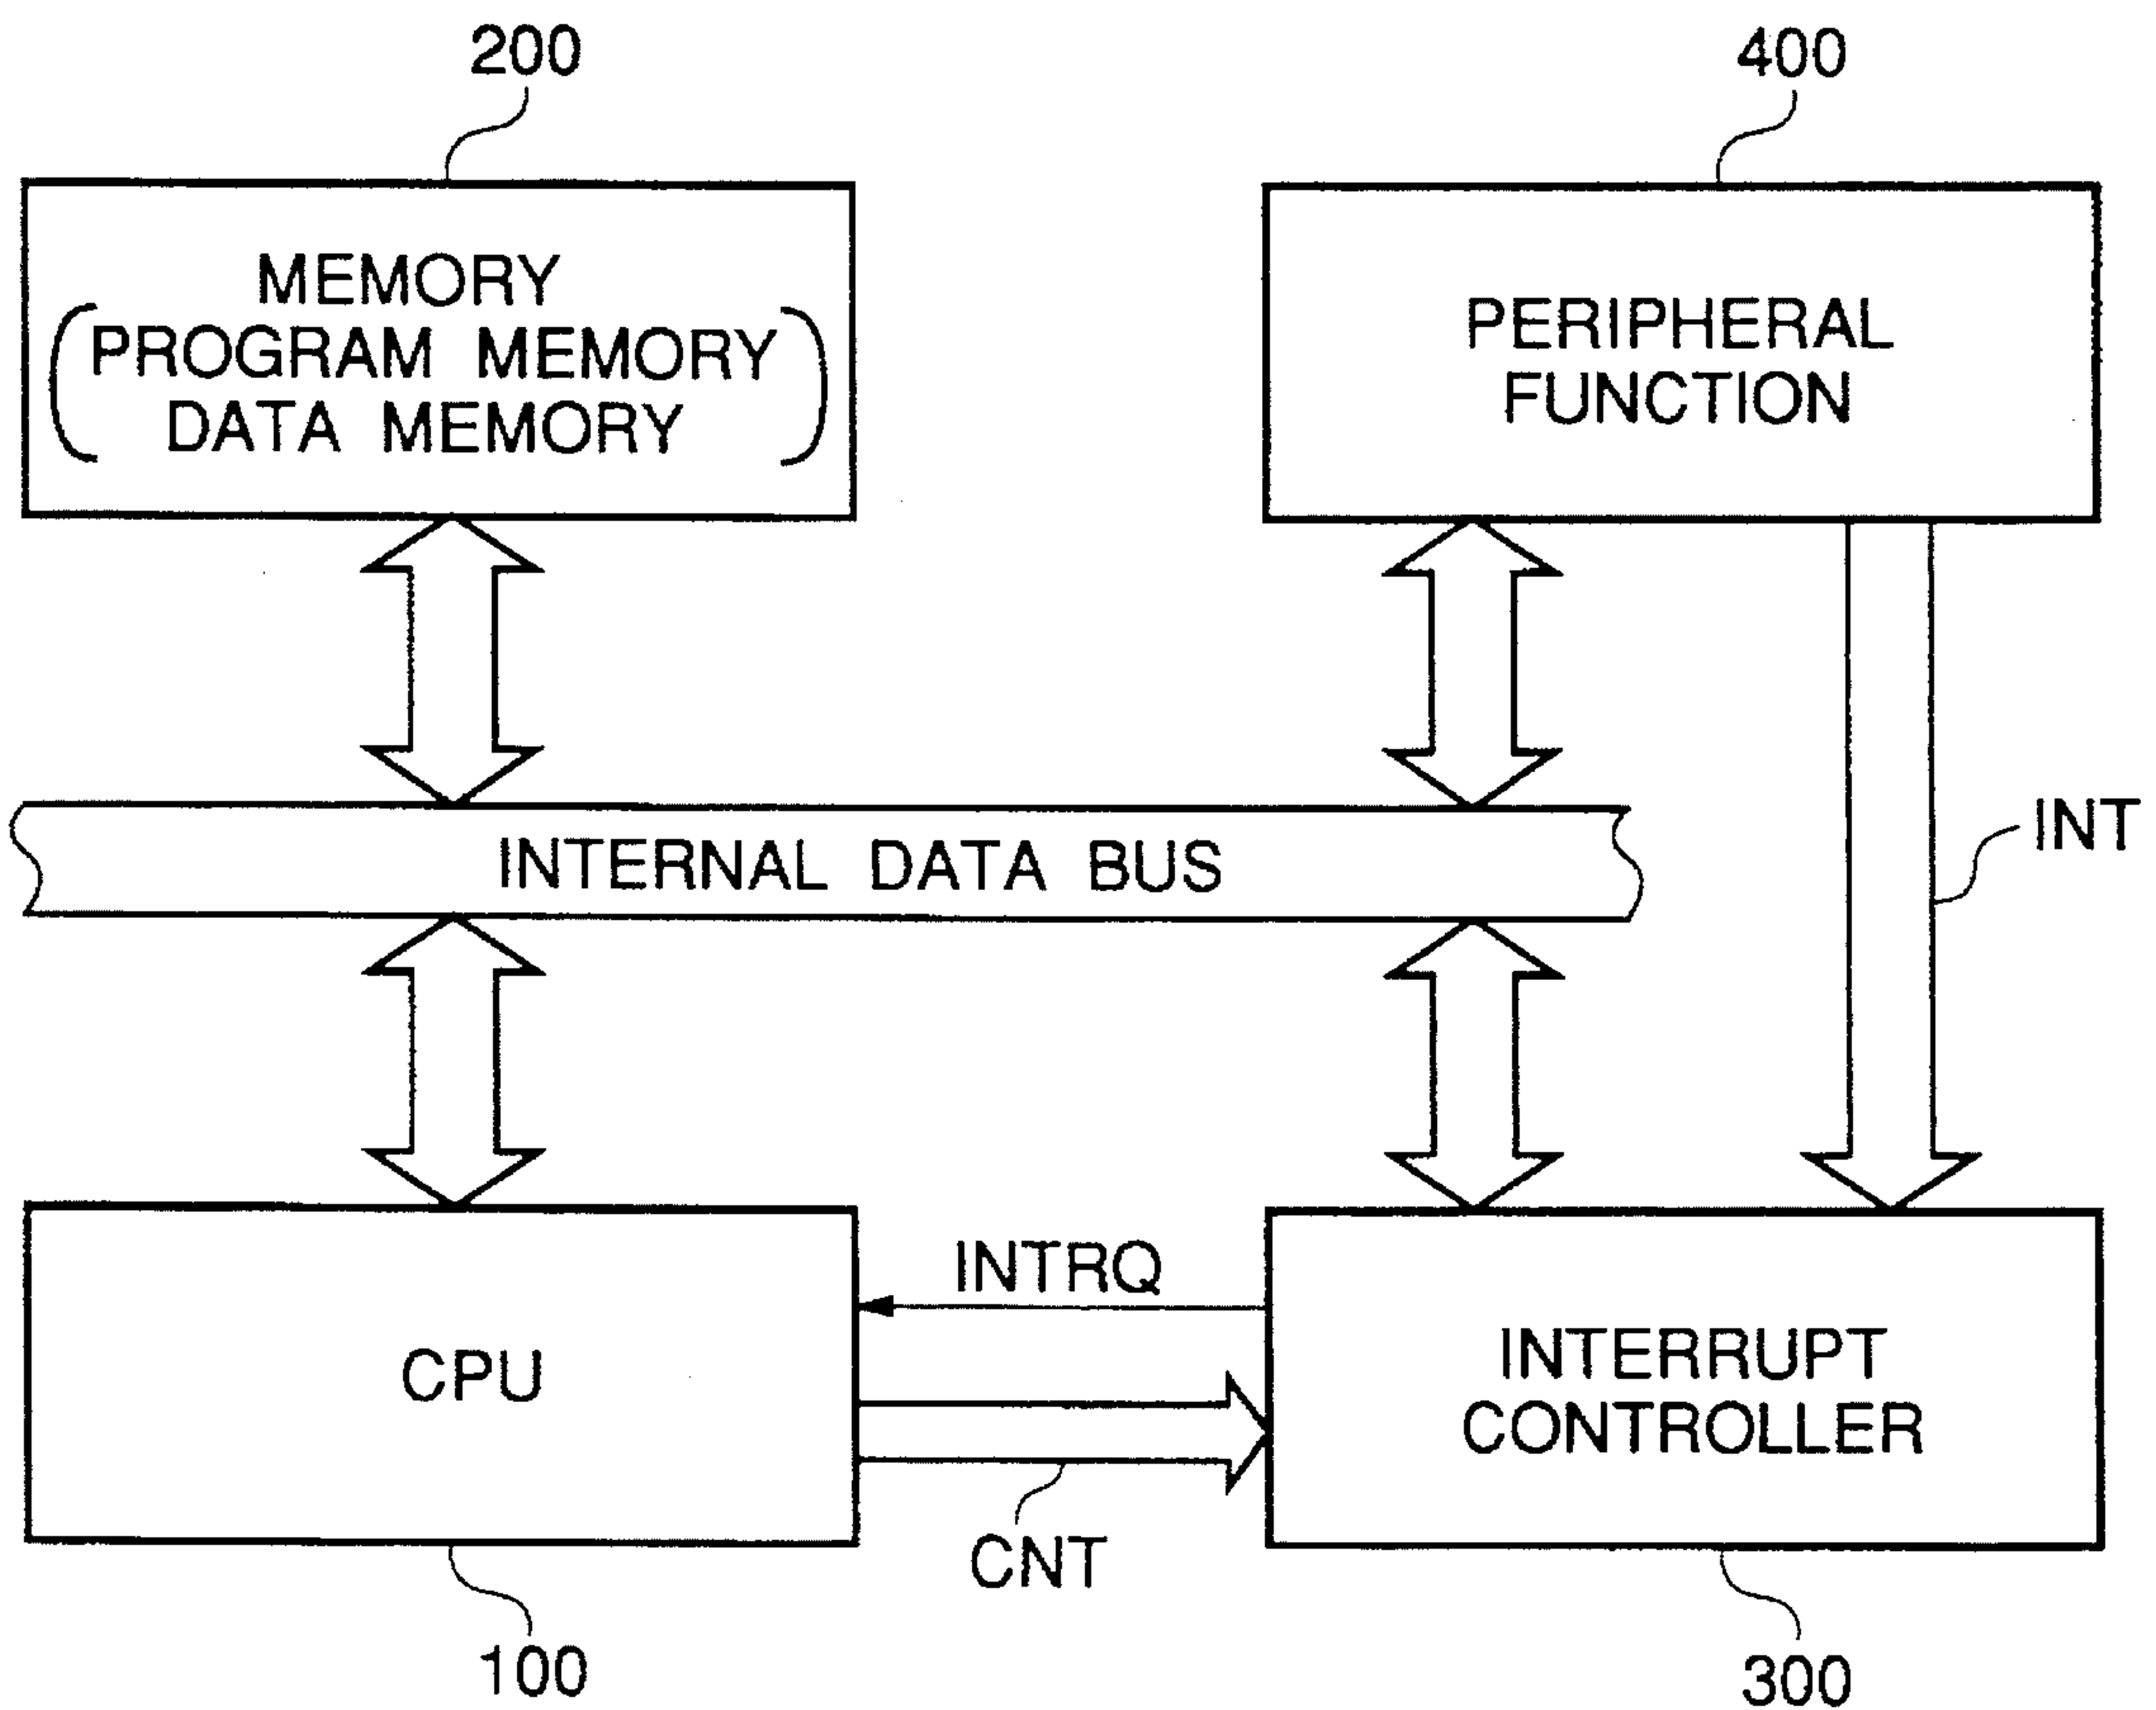 200
400
MEMORY
PROGRAM MEMORY
DATA MEMORY
PERIPHERAL
FUNCTION
INTERNAL DATA BUS
INT
INTRQ
CPU
INTERRUPT
CONTROLLER
CNT
100
300